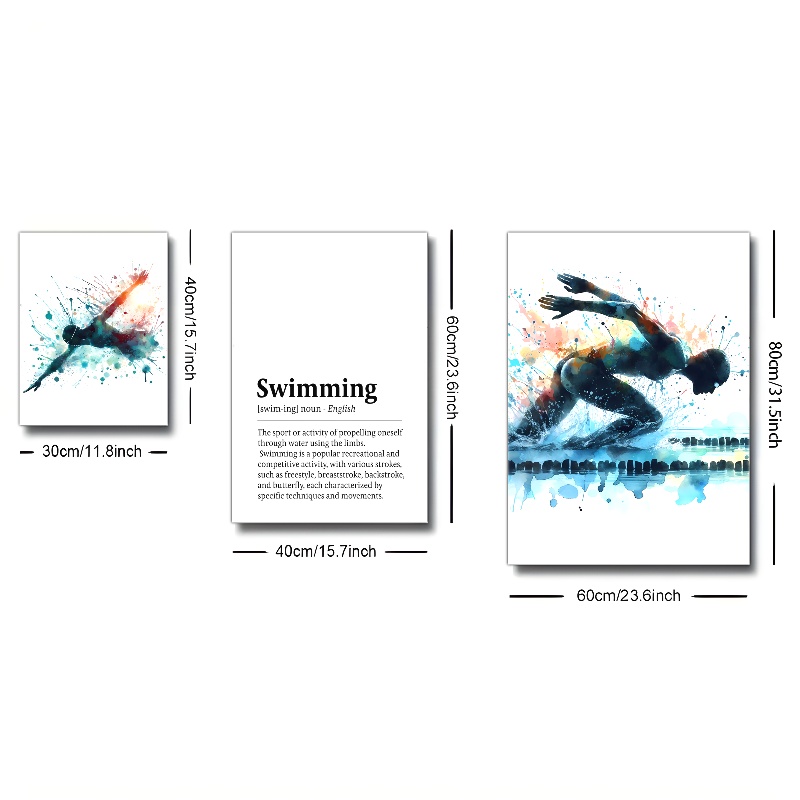 40cm/15.7inch
30cm/11.8inch
Swimming
[swim-ing] noun - English
The sport or activity of propelling oneself
through water using the limbs.
Swimming is a popular recreational and
competitive activity, with various strokes,
such as freestyle, breaststroke, backstroke,
and butterfly, each characterized by
specific techniques and movements.
60cm/23.6inch
40cm/15.7inch
80cm/31.5inch
60cm/23.6inch